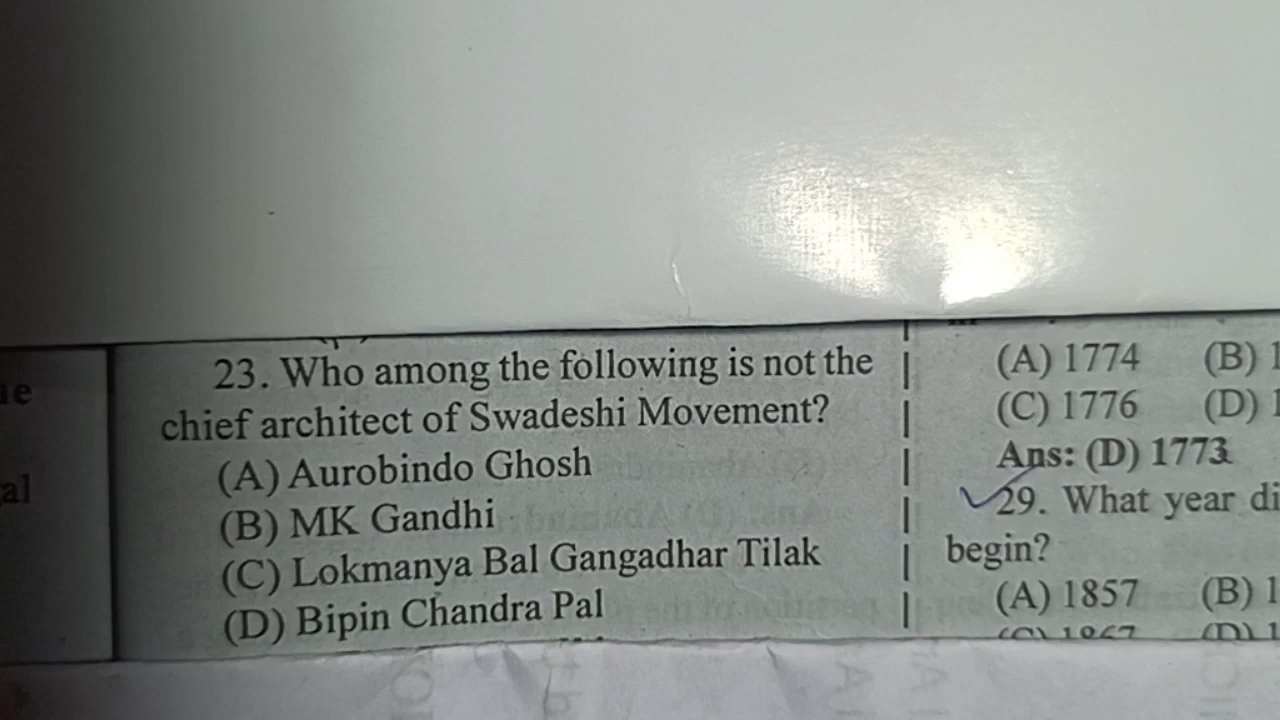 23. Who among the following is not the
chief architect of Swadeshi Movement?
(A) Aurobindo Ghosh
(B) MK Gandhi
(C) Lokmanya Bal Gangadhar Tilak
(D) Bipin Chandra Pal
(A) 1774 (B)
(C) 1776 (D)
Ans: (D) 1773
29. What year di
begin?
(A) 1857 (B)